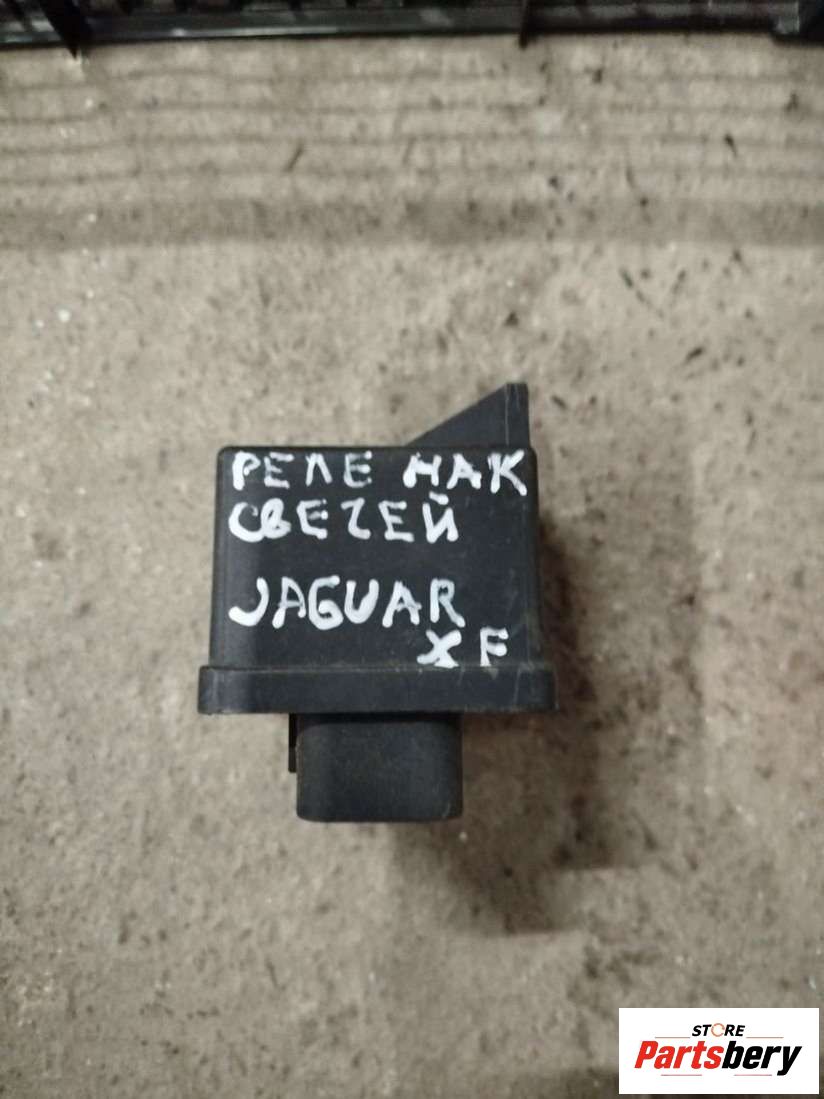 РЕЛЕ НАК
СВЕЧЕЙ
JAGUAR
XF
STORE
Partsbery